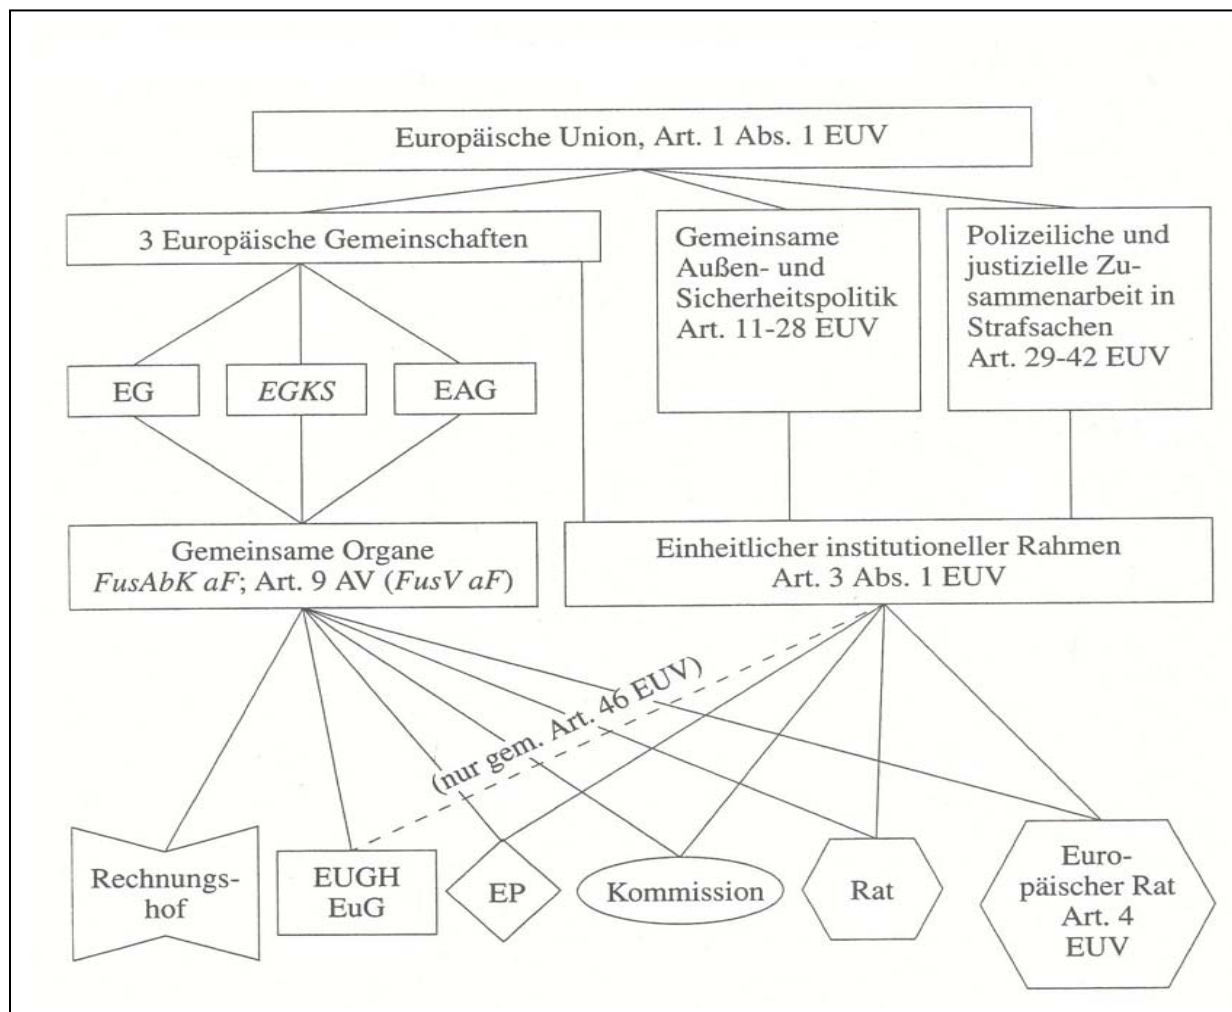 Europäische Union, Art. 1 Abs. 1 EUV
3 Europäische Gemeinschaften
Gemeinsame
Außen- und
Sicherheitspolitik
Art. 11-28 EUV
Polizeiliche und
justizielle Zu-
sammenarbeit in
Strafsachen
Art. 29-42 EUV
EG
EGKS
EAG
Gemeinsame Organe
FusAbK aF; Art. 9 AV (FusV aF)
Einheitlicher institutioneller Rahmen
Art. 3 Abs. 1 EUV
(nur gem. Art. 46 EUV)
Rechnungs-
hof
EUGH
EuG
EP
Kommission
Rat
Euro-
päischer Rat
Art. 4
EUV